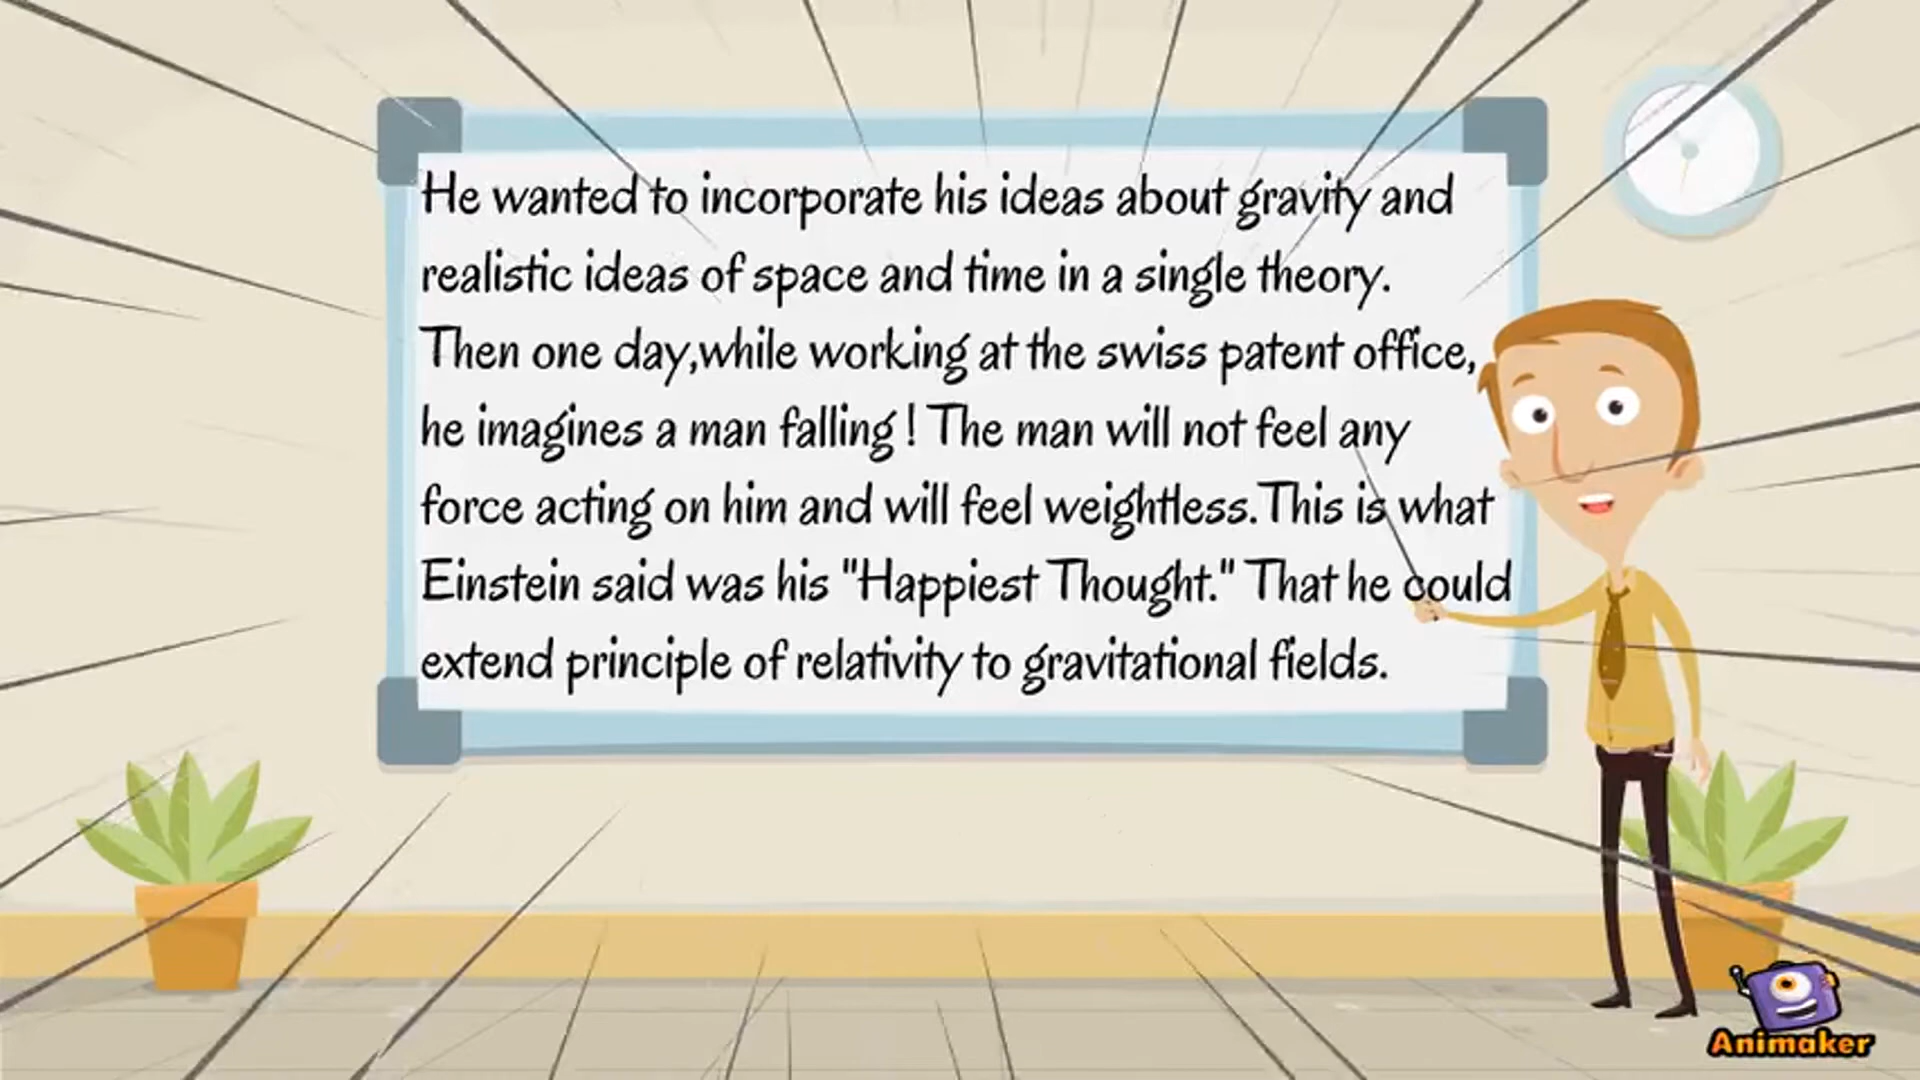 He wanted to incorporate his ideas about gravity and
realistic ideas of space and time in a single theory.
Then one day,while working at the swiss patent office,
he imagines a man falling ! The man will not feel any
force acting on him and will feel weightless.This is what
Einstein said was his "Happiest Thought." That he could
extend principle of relativity to gravitational fields.
Animaker